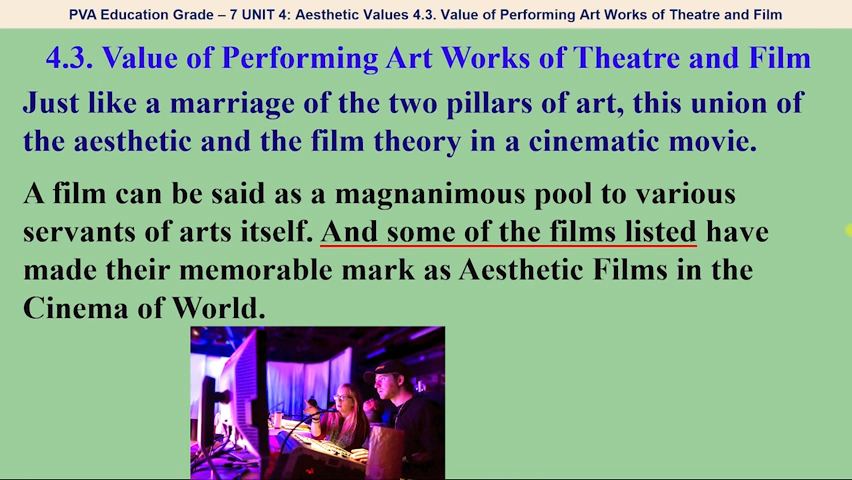 PVA Education Grade – 7 UNIT 4: Aesthetic Values 4.3. Value of Performing Art Works of Theatre and Film
4.3. Value of Performing Art Works of Theatre and Film
Just like a marriage of the two pillars of art, this union of
the aesthetic and the film theory in a cinematic movie.
A film can be said as a magnanimous pool to various
servants of arts itself. And some of the films listed have
made their memorable mark as Aesthetic Films in the
Cinema of World.